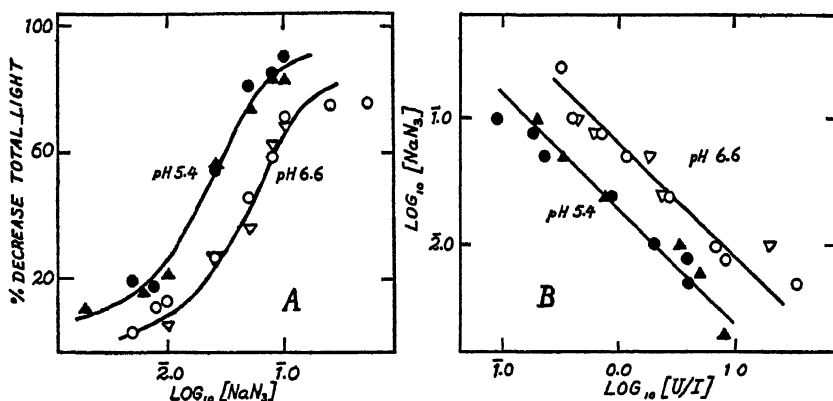 100
60
20
% DECREASE TOTAL LIGHT
pH 5.4
pH 6.6
A
2̄.0
1̄.0
LOG₁₀ [NaN₃]
1̄.0
2̄.0
LOG₁₀ [NaN₃]
pH 6.6
pH 5.4
B
1̄.0
0.0
1.0
LOG₁₀ [U/I]